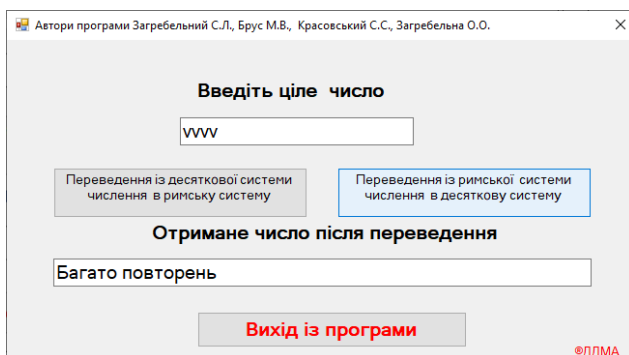 Автори програми Загребельний С.Л., Брус М.В., Красовський С.С., Загребельна О.О.
Введіть ціле число
vvvv
Переведення із десяткової системи
числення в римську систему
Переведення із римської системи
числення в десяткову систему
Отримане число після переведення
Багато повторень
Вихід із програми